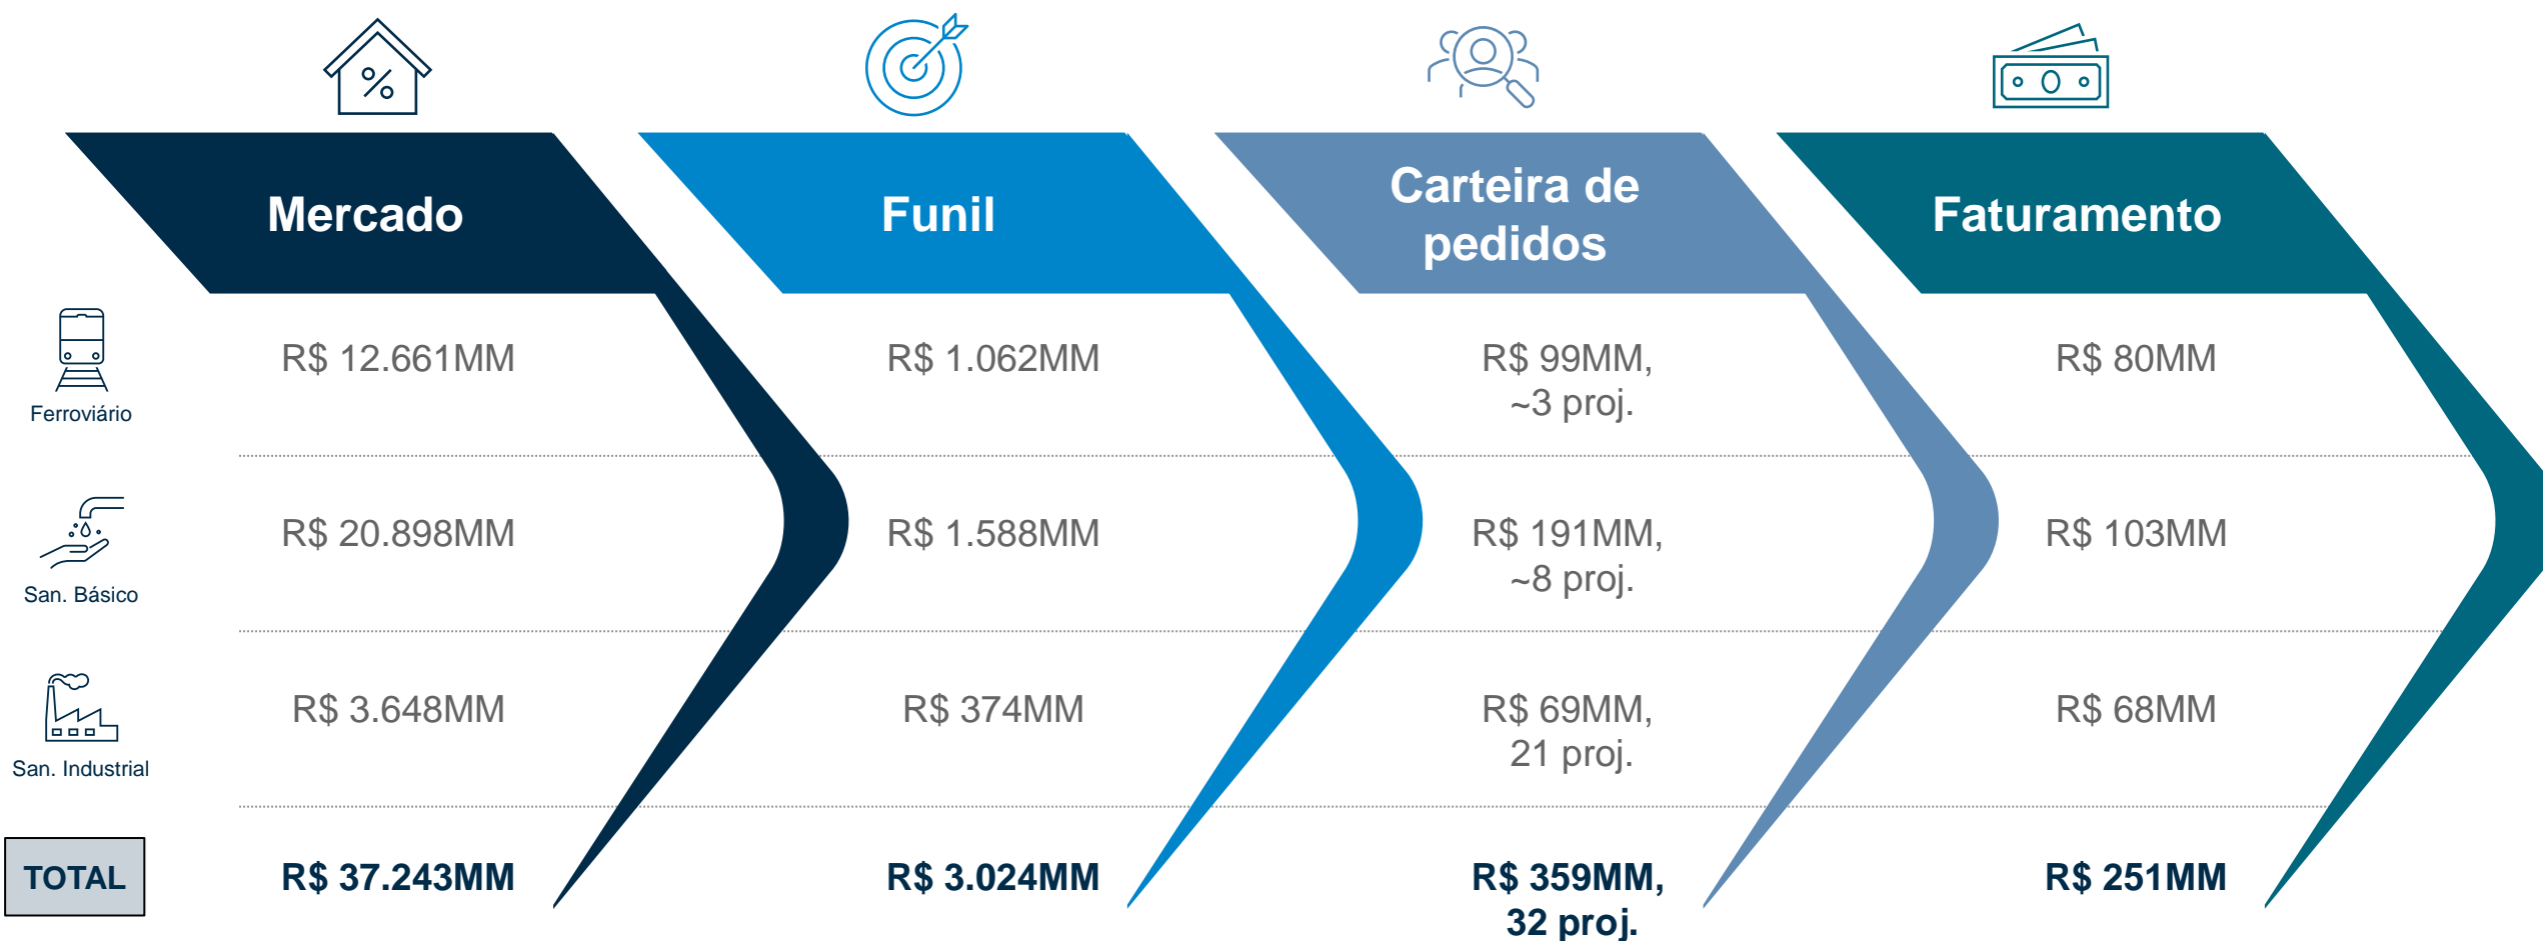 Mercado
Funil
Carteira de
pedidos
Faturamento
Ferroviário
R$ 12.661MM
R$ 1.062MM
R$ 99MM,
~3 proj.
R$ 80MM
San. Básico
R$ 20.898MM
R$ 1.588MM
R$ 191MM,
~8 proj.
R$ 103MM
San. Industrial
R$ 3.648MM
R$ 374MM
R$ 69MM,
21 proj.
R$ 68MM
TOTAL
R$ 37.243MM
R$ 3.024MM
R$ 359MM,
32 proj.
R$ 251MM